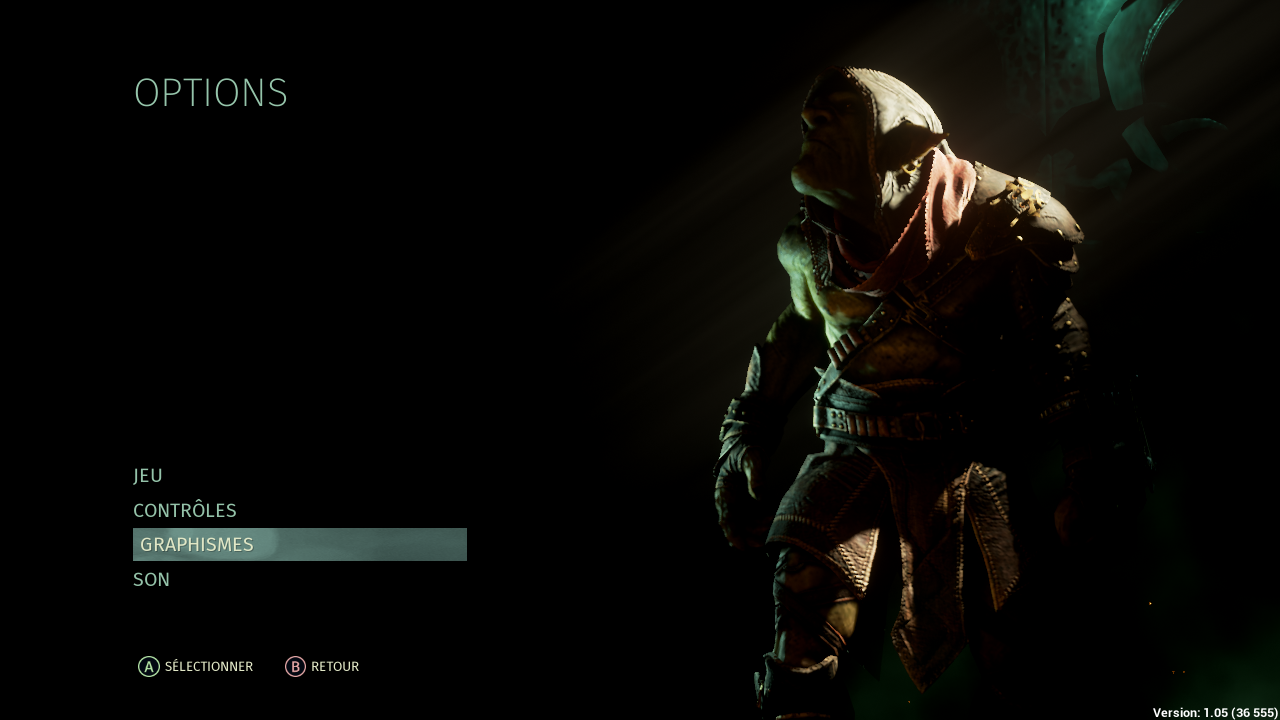 OPTIONS
JEU
CONTRÔLES
GRAPHISMES
SON
A SÉLECTIONNER B RETOUR
Version: 1.05 (36 555)